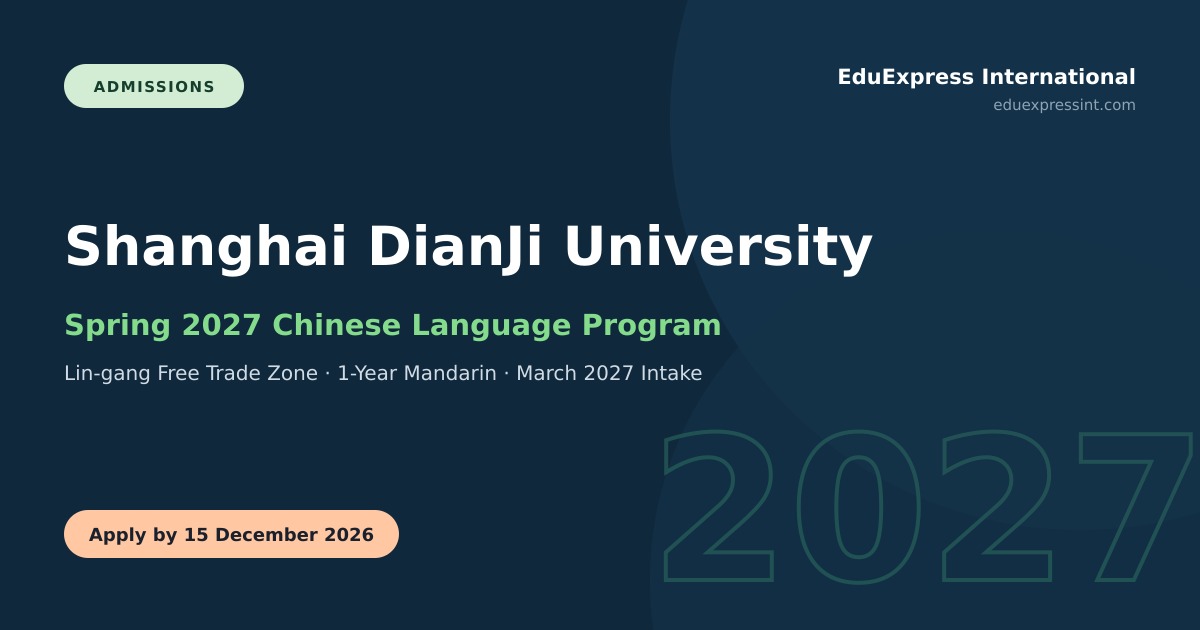 ADMISSIONS
EduExpress International
eduexpressint.com
Shanghai DianJi University
Spring 2027 Chinese Language Program
Lin-gang Free Trade Zone · 1-Year Mandarin · March 2027 Intake
2027
Apply by 15 December 2026